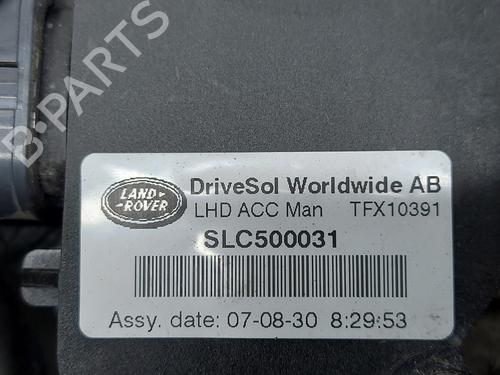 B-PARTS
LAND-
-ROVER
DriveSol Worldwide AB
LHD ACC Man TFX10391
SLC500031
Assy. date: 07-08-30 8:29:53